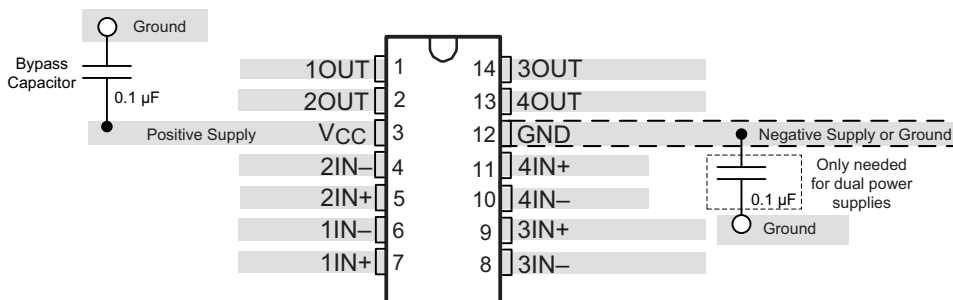 Ground
Bypass
Capacitor
0.1 µF
Positive Supply
1OUT 1
2OUT 2
VCC 3
2IN– 4
2IN+ 5
1IN– 6
1IN+ 7
14 3OUT
13 4OUT
12 GND
11 4IN+
10 4IN–
9 3IN+
8 3IN–
Negative Supply or Ground
Only needed
for dual power
supplies
0.1 µF
Ground